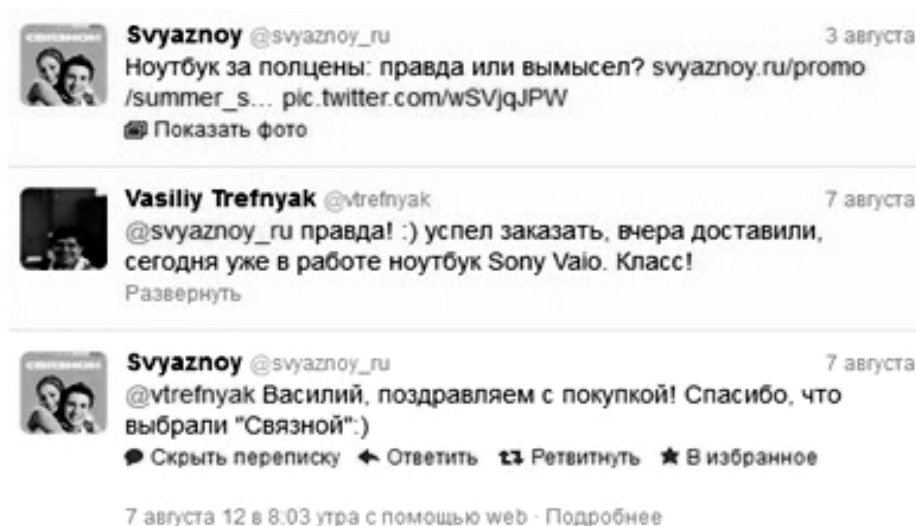 Svyaznoy @svyaznoy_ru 3 августа
Ноутбук за полцены: правда или вымысел? svyaznoy.ru/promo
/summer_s... pic.twitter.com/wSVjqJPW
Показать фото
Vasiliy Trefnyak @vtrefnyak 7 августа
@svyaznoy_ru правда! :) успел заказать, вчера доставили,
сегодня уже в работе ноутбук Sony Vaio. Класс!
Развернуть
СВЯЗНОЙ
Svyaznoy @svyaznoy_ru 7 августа
@vtrefnyak Василий, поздравляем с покупкой! Спасибо, что
выбрали "Связной":)
Скрыть переписку Ответить Ретвитнуть В избранное
7 августа 12 в 8:03 утра с помощью web · Подробнее